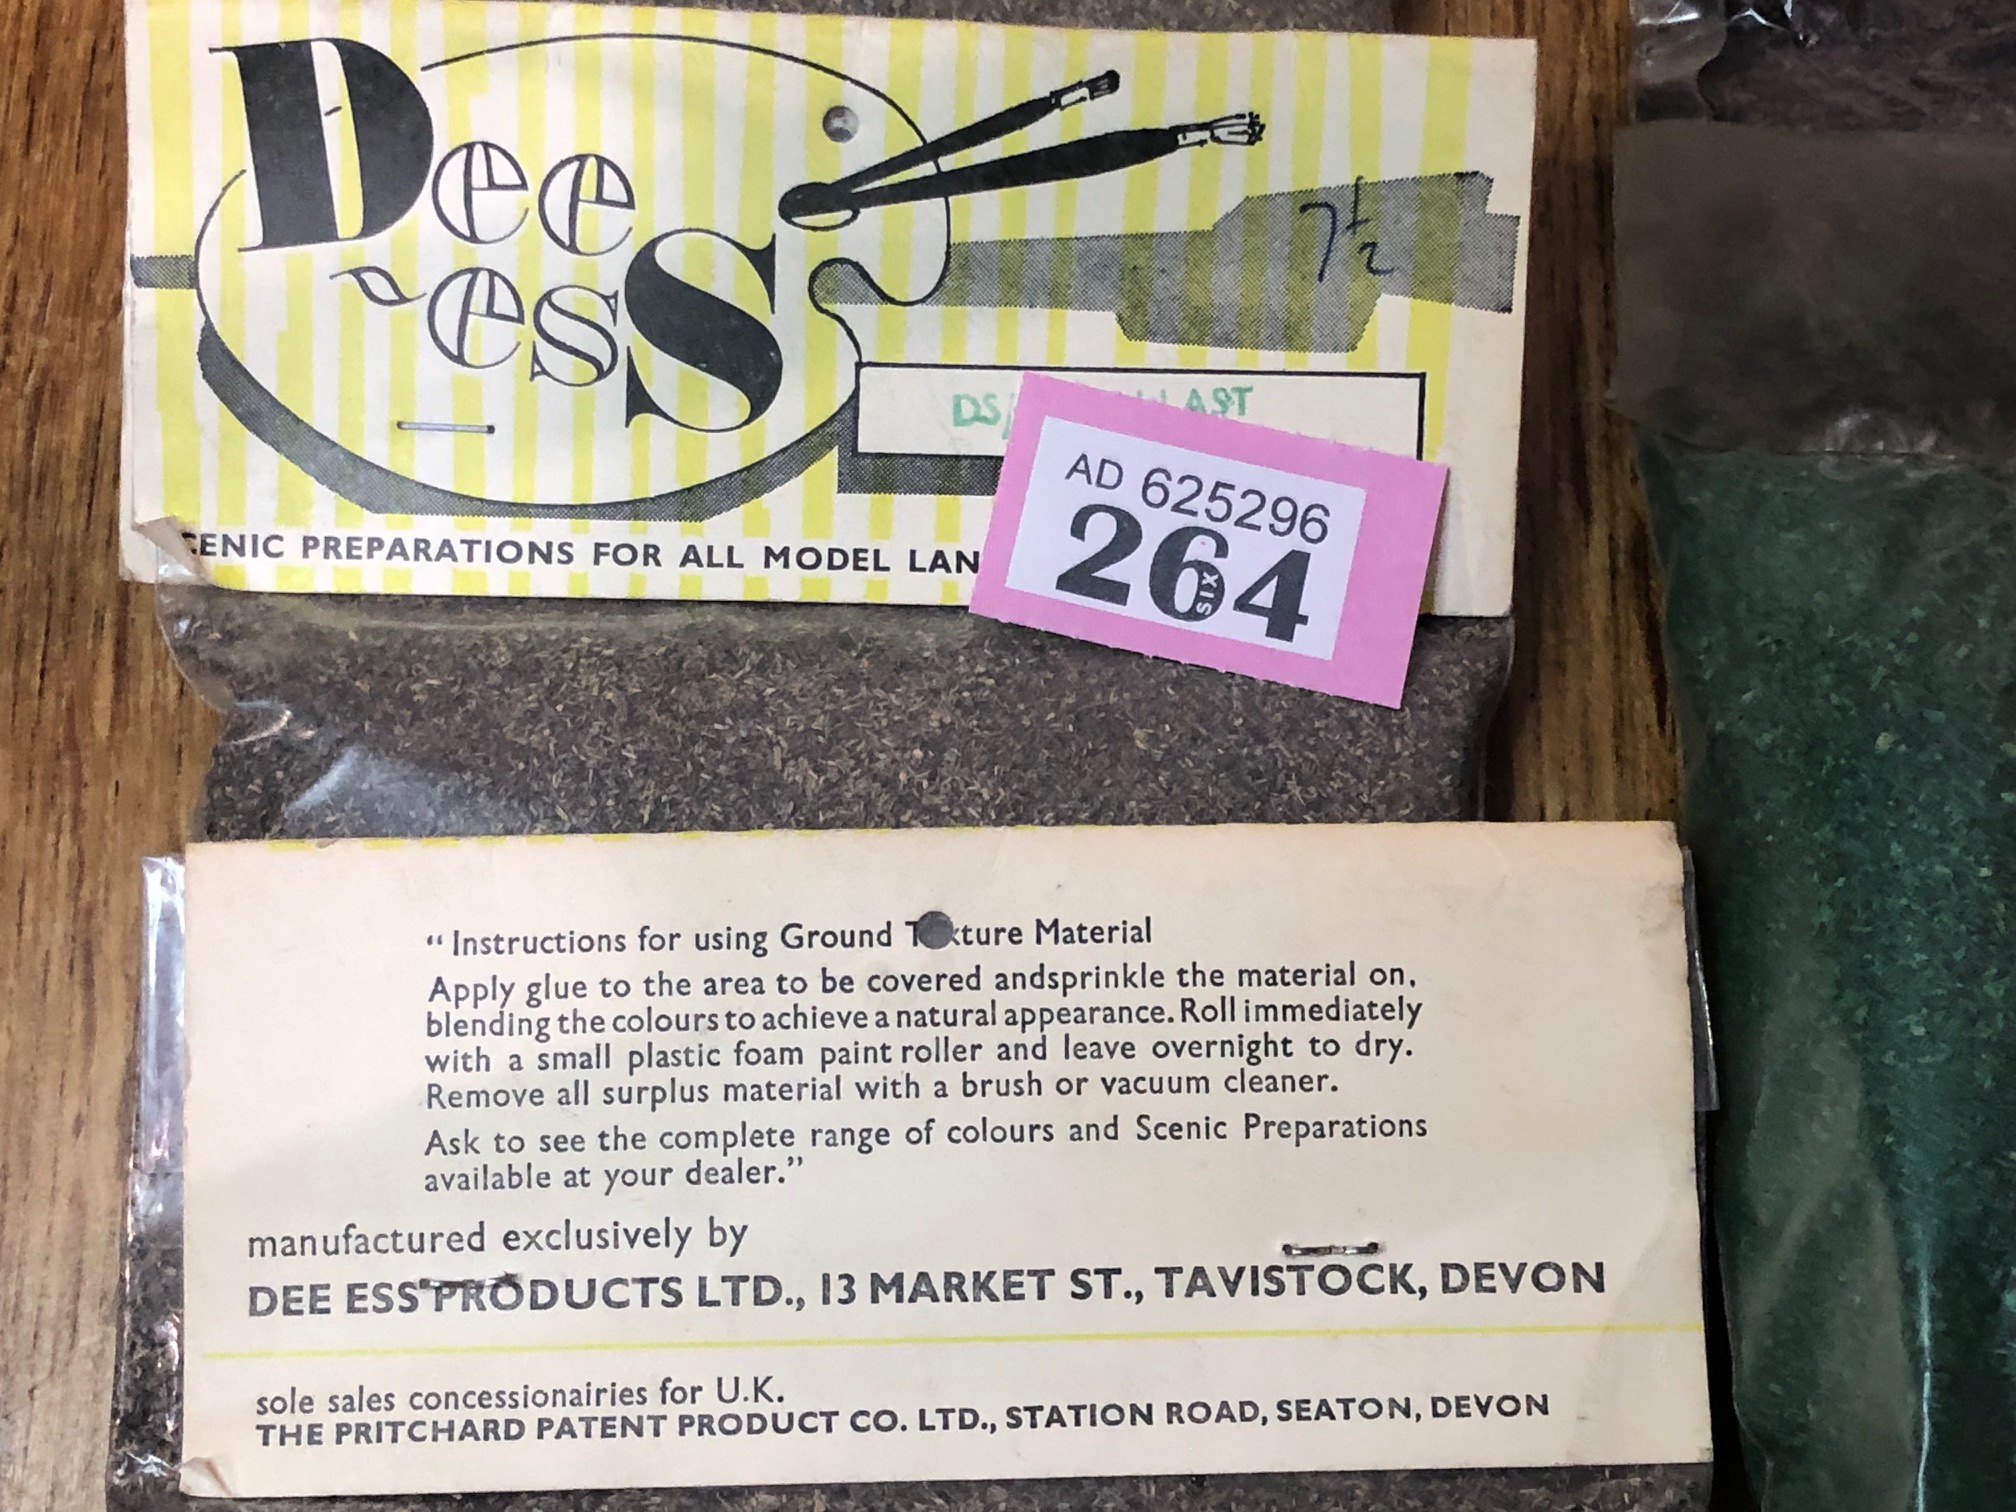 Dee
ess
7½
DS/
AD 625296
264
SIX
PREPARATIONS FOR ALL MODEL
“Instructions for using Ground Texture Material
Apply glue to the area to be covered andsprinkle the material on,
blending the colours to achieve a natural appearance. Roll immediately
with a small plastic foam paint roller and leave overnight to dry.
Remove all surplus material with a brush or vacuum cleaner.
Ask to see the complete range of colours and Scenic Preparations
available at your dealer.”
manufactured exclusively by
DEE ESS PRODUCTS LTD., 13 MARKET ST., TAVISTOCK, DEVON
sole sales concessionairies for U.K.
THE PRITCHARD PATENT PRODUCT CO. LTD., STATION ROAD, SEATON, DEVON